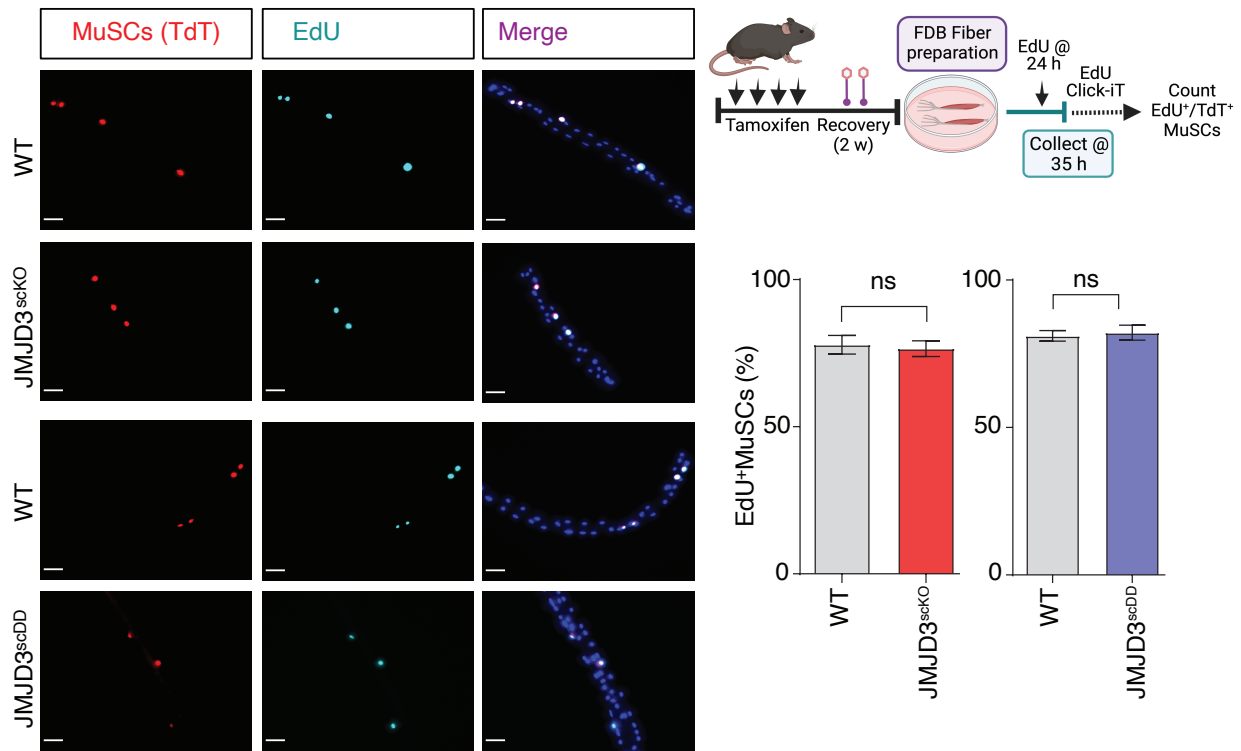 MuSCs (TdT)
EdU
Merge
WT
JMJD3ˢᶜᴷᴼ
WT
JMJD3ˢᶜᴰᴰ
Tamoxifen
Recovery
(2 w)
FDB Fiber
preparation
EdU @
24 h
EdU
Click-iT
Collect @
35 h
Count
EdU⁺/TdT⁺
MuSCs
EdU⁺MuSCs (%)
100
50
0
ns
WT
JMJD3ˢᶜᴷᴼ
100
50
0
ns
WT
JMJD3ˢᶜᴰᴰ